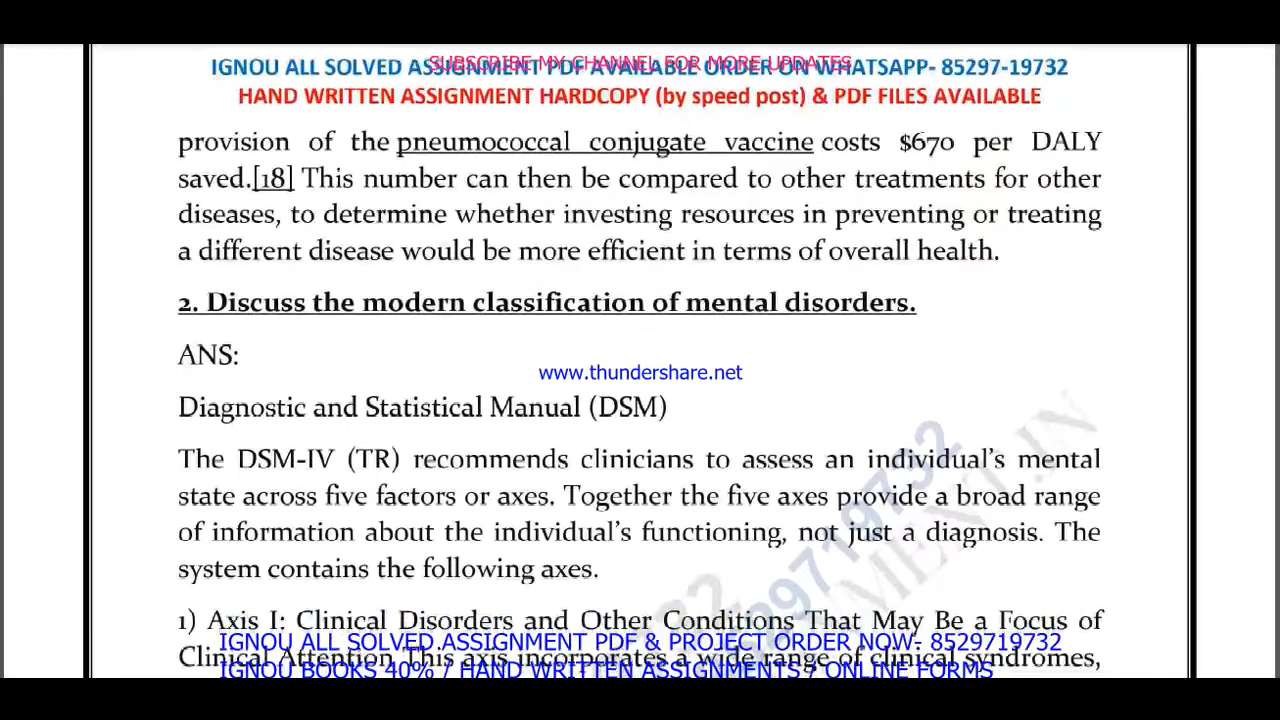 SUBSCRIBE MY CHANNEL FOR MORE UPDATES
IGNOU ALL SOLVED ASSIGNMENT PDF AVAILABLE ORDER ON WHATSAPP- 85297-19732
HAND WRITTEN ASSIGNMENT HARDCOPY (by speed post) & PDF FILES AVAILABLE
provision of the pneumococcal conjugate vaccine costs $670 per DALY
saved.[18] This number can then be compared to other treatments for other
diseases, to determine whether investing resources in preventing or treating
a different disease would be more efficient in terms of overall health.
2. Discuss the modern classification of mental disorders.
ANS:
www.thundershare.net
Diagnostic and Statistical Manual (DSM)
The DSM-IV (TR) recommends clinicians to assess an individual's mental
state across five factors or axes. Together the five axes provide a broad range
of information about the individual's functioning, not just a diagnosis. The
system contains the following axes.
1) Axis I: Clinical Disorders and Other Conditions That May Be a Focus of
IGNOU ALL SOLVED ASSIGNMENT PDF & PROJECT ORDER NOW- 8529719732
Clinical Attention This axis incorporates a wide range of clinical syndromes,
IGNOU BOOKS 40% / HAND WRITTEN ASSIGNMENTS / ONLINE FORMS